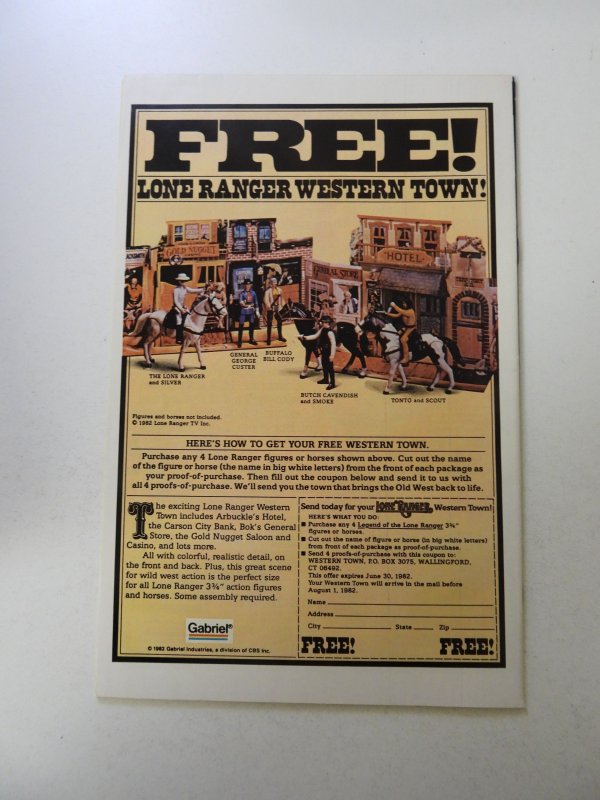 FREE!
LONE RANGER WESTERN TOWN!
GOLD NUGGET
GENERAL STORE
HOTEL
THE LONE RANGER
and SILVER
GENERAL
GEORGE
CUSTER
BUFFALO
BILL CODY
BUTCH CAVENDISH
and SMOKE
TONTO and SCOUT
Figures and horses not included.
© 1982 Lone Ranger TV Inc.
HERE'S HOW TO GET YOUR FREE WESTERN TOWN.
Purchase any 4 Lone Ranger figures or horses shown above. Cut out the name
of the figure or horse (the name in big white letters) from the front of each package as
your proof-of-purchase. Then fill out the coupon below and send it to us with
all 4 proofs-of-purchase. We'll send you the town that brings the Old West back to life.
The exciting Lone Ranger Western
Town includes Arbuckle's Hotel,
the Carson City Bank, Bok's General
Store, the Gold Nugget Saloon and
Casino, and lots more.
All with colorful, realistic detail, on
the front and back. Plus, this great scene
for wild west action is the perfect size
for all Lone Ranger 3¾" action figures
and horses. Some assembly required.
Gabriel®
© 1982 Gabriel Industries, a division of CBS Inc.
Send today for your LONE RANGER Western Town!
HERE'S WHAT YOU DO:
■ Purchase any 4 Legend of the Lone Ranger 3¾"
figures or horses.
■ Cut out the name of figure or horse (in big white letters)
from front of each package as proof-of-purchase.
■ Send 4 proofs-of-purchase with this coupon to:
WESTERN TOWN, P.O. BOX 3075, WALLINGFORD,
CT 06492.
This offer expires June 30, 1982.
Your Western Town will arrive in the mail before
August 1, 1982.
Name
Address
City State Zip
FREE! FREE!